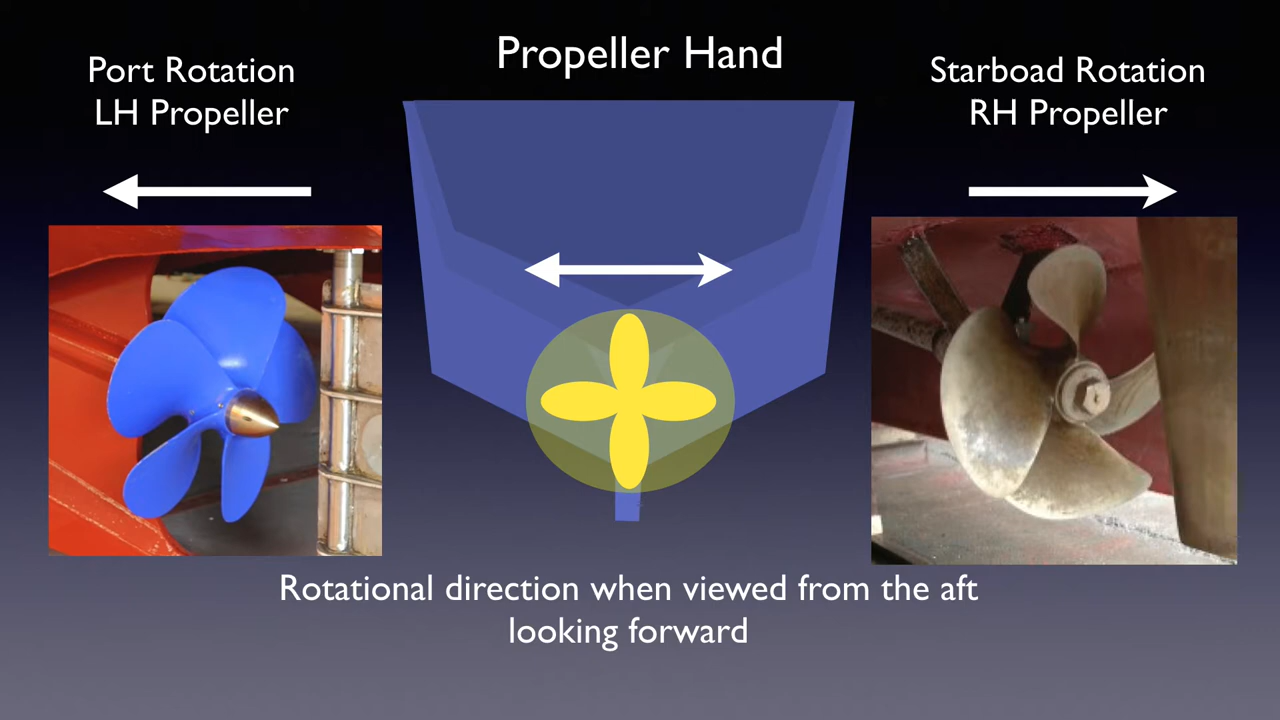 Propeller Hand
Port Rotation
LH Propeller
Starboad Rotation
RH Propeller
Rotational direction when viewed from the aft
looking forward